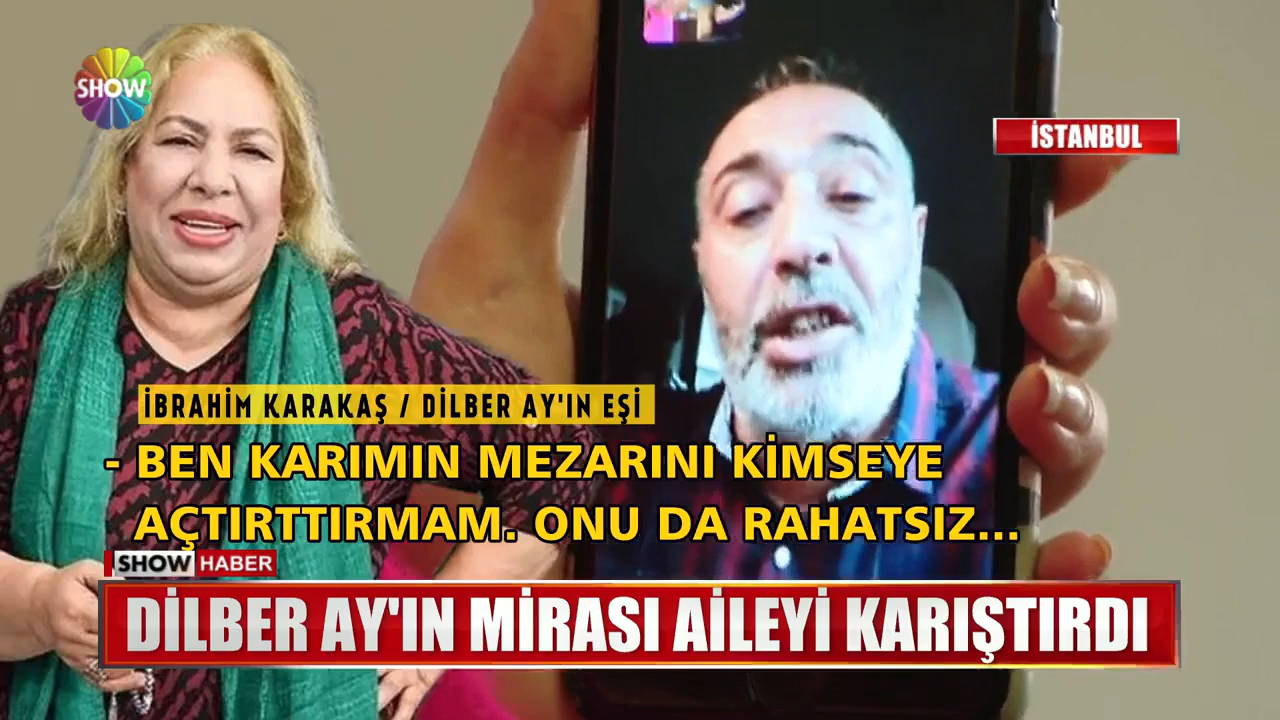 SHOW
İSTANBUL
İBRAHİM KARAKAŞ / DİLBER AY'IN EŞİ
- BEN KARIMIN MEZARINI KİMSEYE
AÇTIRTTIRMAM. ONU DA RAHATSIZ...
SHOW HABER
DİLBER AY'IN MİRASI AİLEYİ KARIŞTIRDI